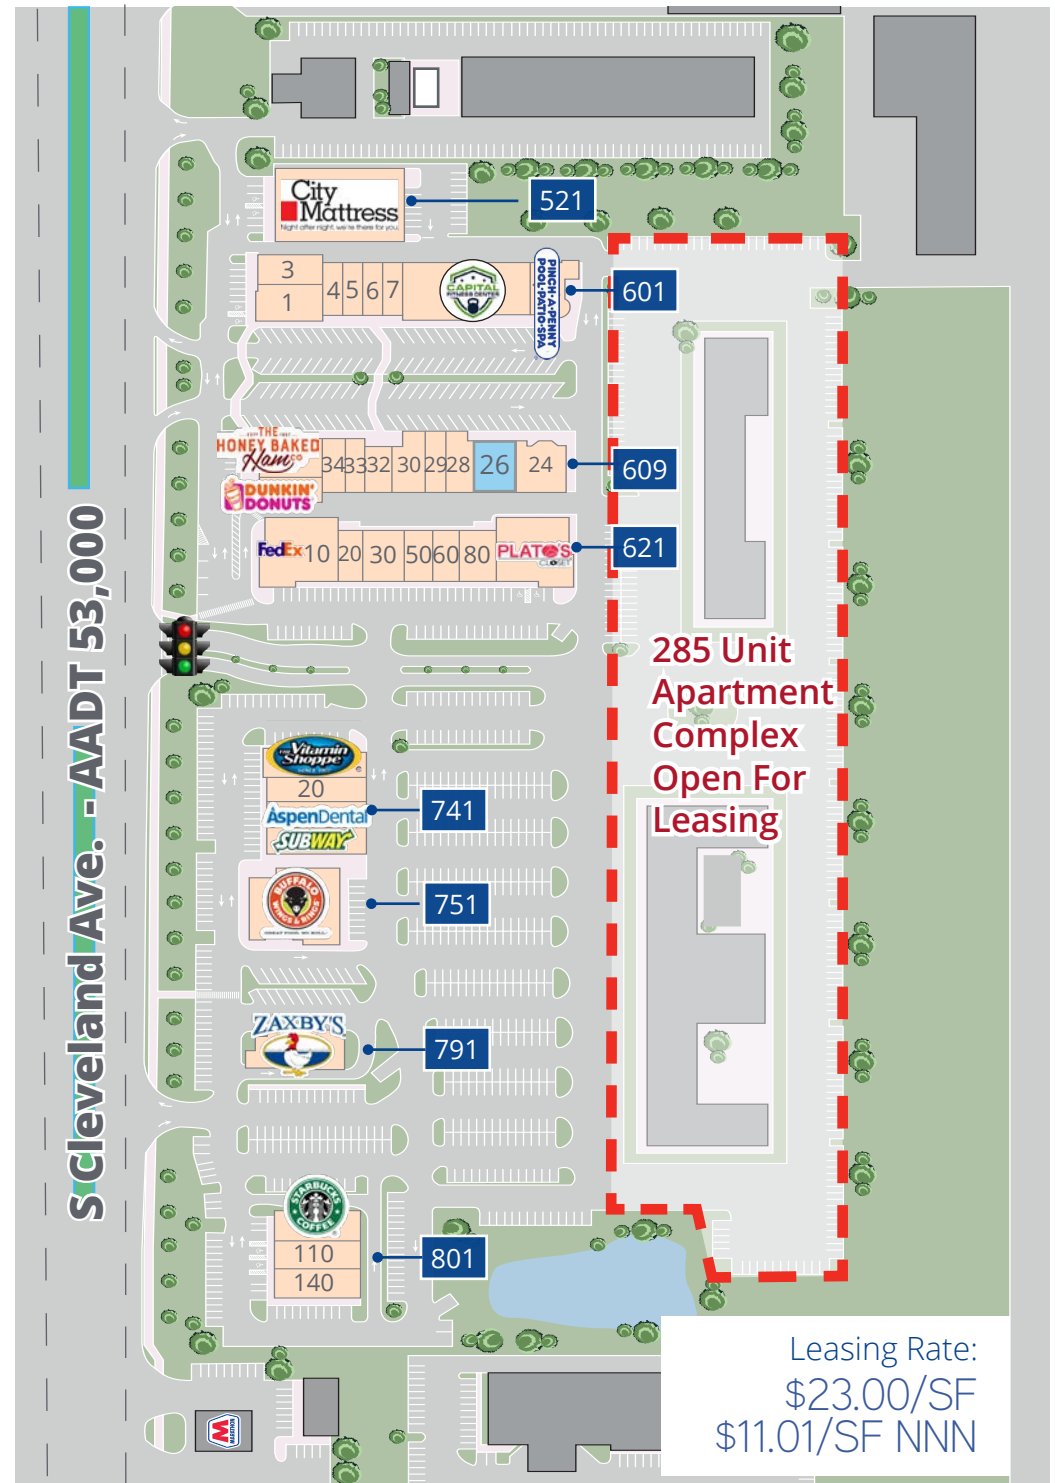 City
Mattress
Night after night, we're there for you.
521
3
1
4 5 6 7
CAPITAL
FITNESS CENTER
PINCH·A·PENNY
POOL·PATIO·SPA
601
THE
HONEY BAKED
Ham CO
DUNKIN'
DONUTS
34 33 32 30 29 28 26 24
609
FedEx 10 20 30 50 60 80 PLATO'S
CLOSET
621
S Cleveland Ave. - AADT 53,000
285 Unit
Apartment
Complex
Open For
Leasing
The Vitamin
Shoppe
20
AspenDental
SUBWAY
741
BUFFALO
WINGS & RINGS
751
ZAXBY'S
791
STARBUCKS
COFFEE
110
140
801
M
MARATHON
Leasing Rate:
$23.00/SF
$11.01/SF NNN